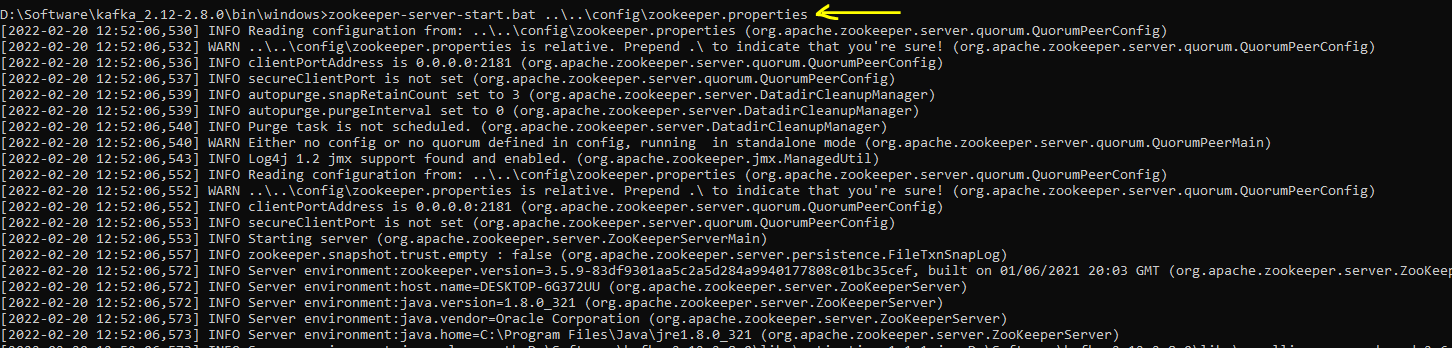 D:\Software\kafka_2.12-2.8.0\bin\windows>zookeeper-server-start.bat ..\..\config\zookeeper.properties
[2022-02-20 12:52:06,530] INFO Reading configuration from: ..\..\config\zookeeper.properties (org.apache.zookeeper.server.quorum.QuorumPeerConfig)
[2022-02-20 12:52:06,532] WARN ..\..\config\zookeeper.properties is relative. Prepend .\ to indicate that you're sure! (org.apache.zookeeper.server.quorum.QuorumPeerConfig)
[2022-02-20 12:52:06,536] INFO clientPortAddress is 0.0.0.0:2181 (org.apache.zookeeper.server.quorum.QuorumPeerConfig)
[2022-02-20 12:52:06,537] INFO secureClientPort is not set (org.apache.zookeeper.server.quorum.QuorumPeerConfig)
[2022-02-20 12:52:06,539] INFO autopurge.snapRetainCount set to 3 (org.apache.zookeeper.server.DatadirCleanupManager)
[2022-02-20 12:52:06,539] INFO autopurge.purgeInterval set to 0 (org.apache.zookeeper.server.DatadirCleanupManager)
[2022-02-20 12:52:06,540] INFO Purge task is not scheduled. (org.apache.zookeeper.server.DatadirCleanupManager)
[2022-02-20 12:52:06,540] WARN Either no config or no quorum defined in config, running  in standalone mode (org.apache.zookeeper.server.quorum.QuorumPeerMain)
[2022-02-20 12:52:06,543] INFO Log4j 1.2 jmx support found and enabled. (org.apache.zookeeper.jmx.ManagedUtil)
[2022-02-20 12:52:06,552] INFO Reading configuration from: ..\..\config\zookeeper.properties (org.apache.zookeeper.server.quorum.QuorumPeerConfig)
[2022-02-20 12:52:06,552] WARN ..\..\config\zookeeper.properties is relative. Prepend .\ to indicate that you're sure! (org.apache.zookeeper.server.quorum.QuorumPeerConfig)
[2022-02-20 12:52:06,552] INFO clientPortAddress is 0.0.0.0:2181 (org.apache.zookeeper.server.quorum.QuorumPeerConfig)
[2022-02-20 12:52:06,553] INFO secureClientPort is not set (org.apache.zookeeper.server.quorum.QuorumPeerConfig)
[2022-02-20 12:52:06,553] INFO Starting server (org.apache.zookeeper.server.ZooKeeperServerMain)
[2022-02-20 12:52:06,557] INFO zookeeper.snapshot.trust.empty : false (org.apache.zookeeper.server.persistence.FileTxnSnapLog)
[2022-02-20 12:52:06,572] INFO Server environment:zookeeper.version=3.5.9-83df9301aa5c2a5d284a9940177808c01bc35cef, built on 01/06/2021 20:03 GMT (org.apache.zookeeper.server.ZooKeep
[2022-02-20 12:52:06,572] INFO Server environment:host.name=DESKTOP-6G372UU (org.apache.zookeeper.server.ZooKeeperServer)
[2022-02-20 12:52:06,572] INFO Server environment:java.version=1.8.0_321 (org.apache.zookeeper.server.ZooKeeperServer)
[2022-02-20 12:52:06,573] INFO Server environment:java.vendor=Oracle Corporation (org.apache.zookeeper.server.ZooKeeperServer)
[2022-02-20 12:52:06,573] INFO Server environment:java.home=C:\Program Files\Java\jre1.8.0_321 (org.apache.zookeeper.server.ZooKeeperServer)